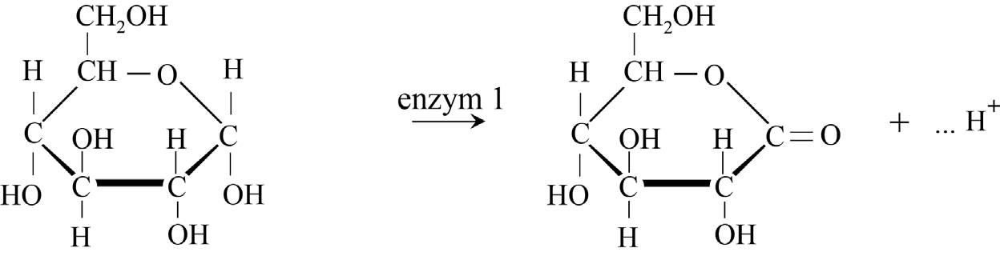 CH₂OH CH₂OH
H CH O H H CH O
enzym 1
C OH H C C OH H C = O + ... H⁺
HO C C OH HO C C
H OH H OH